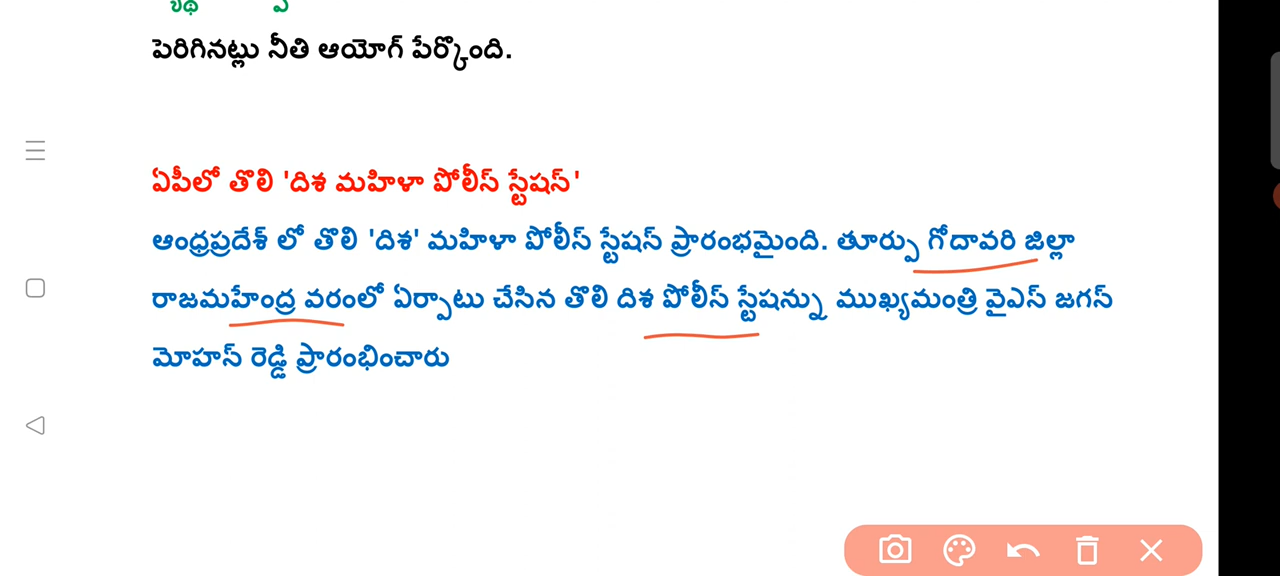 పెరిగినట్లు నీతి ఆయోగ్ పేర్కొంది.
ఏపీలో తొలి 'దిశ మహిళా పోలీస్ స్టేషన్'
ఆంధ్రప్రదేశ్ లో తొలి 'దిశ' మహిళా పోలీస్ స్టేషన్ ప్రారంభమైంది. తూర్పు గోదావరి జిల్లా
రాజమహేంద్ర వరంలో ఏర్పాటు చేసిన తొలి దిశ పోలీస్ స్టేషన్ను ముఖ్యమంత్రి వైఎస్ జగన్
మోహన్ రెడ్డి ప్రారంభించారు